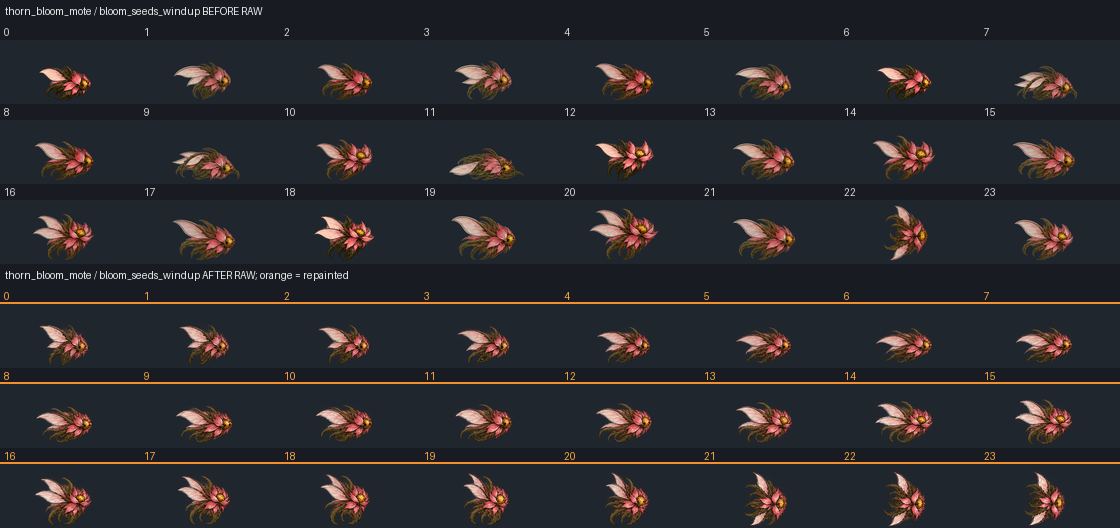 thorn_bloom_mote / bloom_seeds_windup BEFORE RAW
0 1 2 3 4 5 6 7
8 9 10 11 12 13 14 15
16 17 18 19 20 21 22 23
thorn_bloom_mote / bloom_seeds_windup AFTER RAW; orange = repainted
0 1 2 3 4 5 6 7
8 9 10 11 12 13 14 15
16 17 18 19 20 21 22 23